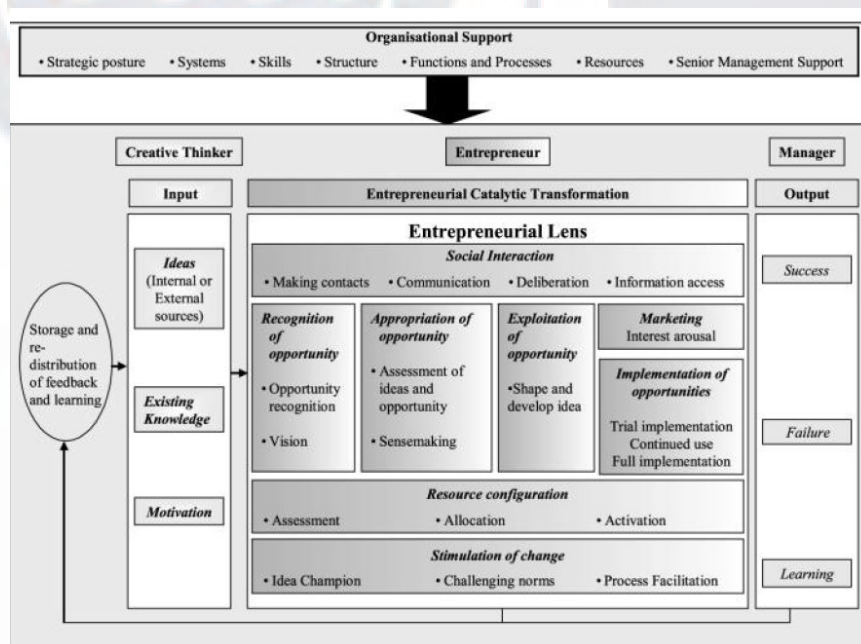 Organisational Support
• Strategic posture • Systems • Skills • Structure • Functions and Processes • Resources • Senior Management Support
Creative Thinker
Entrepreneur
Manager
Input
Entrepreneurial Catalytic Transformation
Output
Storage and
re-
distribution
of feedback
and learning
Ideas
(Internal or
External
sources)
Existing
Knowledge
Motivation
Entrepreneurial Lens
Social Interaction
• Making contacts • Communication • Deliberation • Information access
Recognition
of
opportunity
• Opportunity
recognition
• Vision
Appropriation of
opportunity
• Assessment of
ideas and
opportunity
• Sensemaking
Exploitation
of
opportunity
•Shape and
develop idea
Marketing
Interest arousal
Implementation of
opportunities
Trial implementation
Continued use
Full implementation
Resource configuration
• Assessment • Allocation • Activation
Stimulation of change
• Idea Champion • Challenging norms • Process Facilitation
Success
Failure
Learning